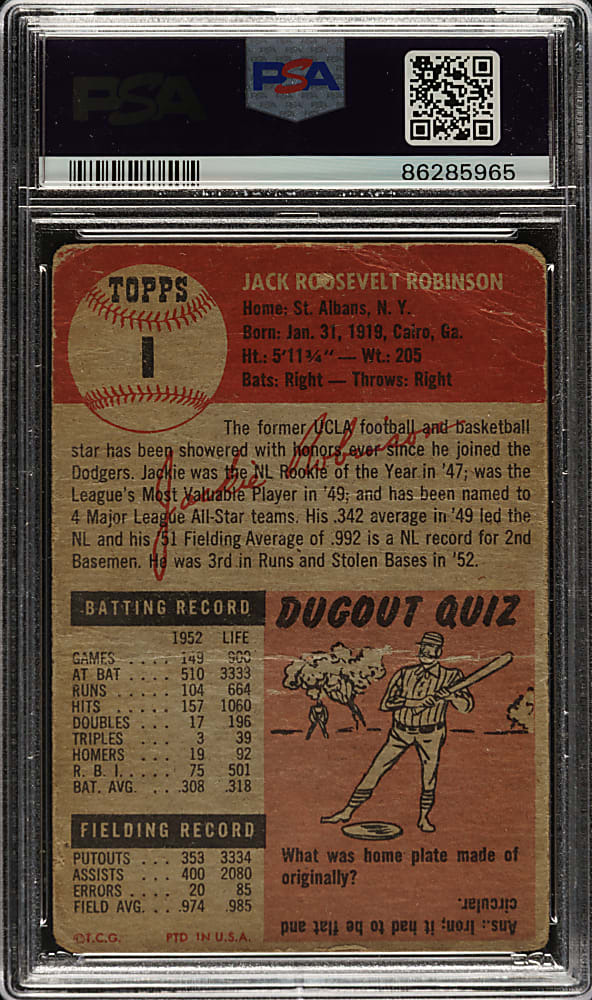 PSA
PSA
86285965
TOPPS
1
JACK ROOSEVELT ROBINSON
Home: St. Albans, N. Y.
Born: Jan. 31, 1919, Cairo, Ga.
Ht.: 5'11¾" — Wt.: 205
Bats: Right — Throws: Right
The former UCLA football and basketball
star has been showered with honors ever since he joined the
Dodgers. Jackie was the NL Rookie of the Year in '47; was the
League's Most Valuable Player in '49; and has been named to
4 Major League All-Star teams. His .342 average in '49 led the
NL and his '51 Fielding Average of .992 is a NL record for 2nd
Basemen. He was 3rd in Runs and Stolen Bases in '52.
Jackie Robinson
BATTING RECORD
1952 LIFE
GAMES .... 149
AT BAT .... 510 3333
RUNS .... 104 664
HITS .... 157 1060
DOUBLES ... 17 196
TRIPLES ... 3 39
HOMERS ... 19 92
R. B. I. .... 75 501
BAT. AVG. ... .308 .318
FIELDING RECORD
PUTOUTS ... 353 3334
ASSISTS ... 400 2080
ERRORS ... 20 85
FIELD AVG. .. .974 .985
©T.C.G. PTD IN U.S.A.
DUGOUT QUIZ
What was home plate made of
originally?
Ans.: Iron; it had to be flat and
circular.